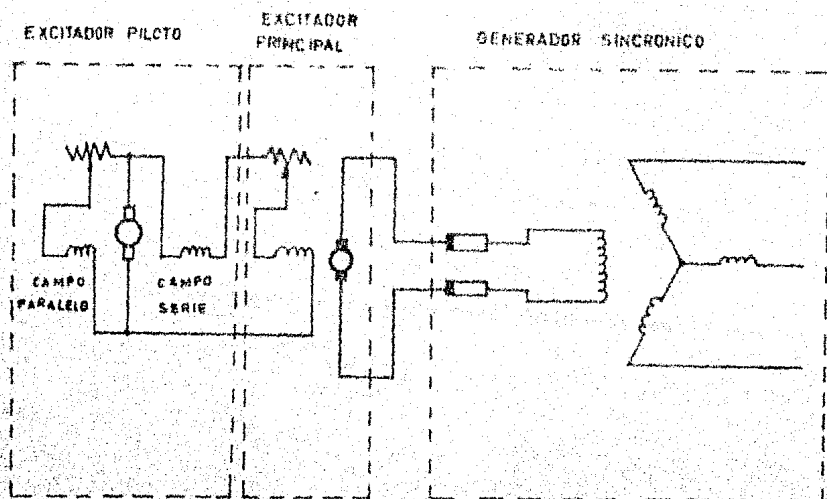 EXCITADOR PILOTO
EXCITADOR
PRINCIPAL
GENERADOR SINCRONICO
CAMPO
PARALELO
CAMPO
SERIE